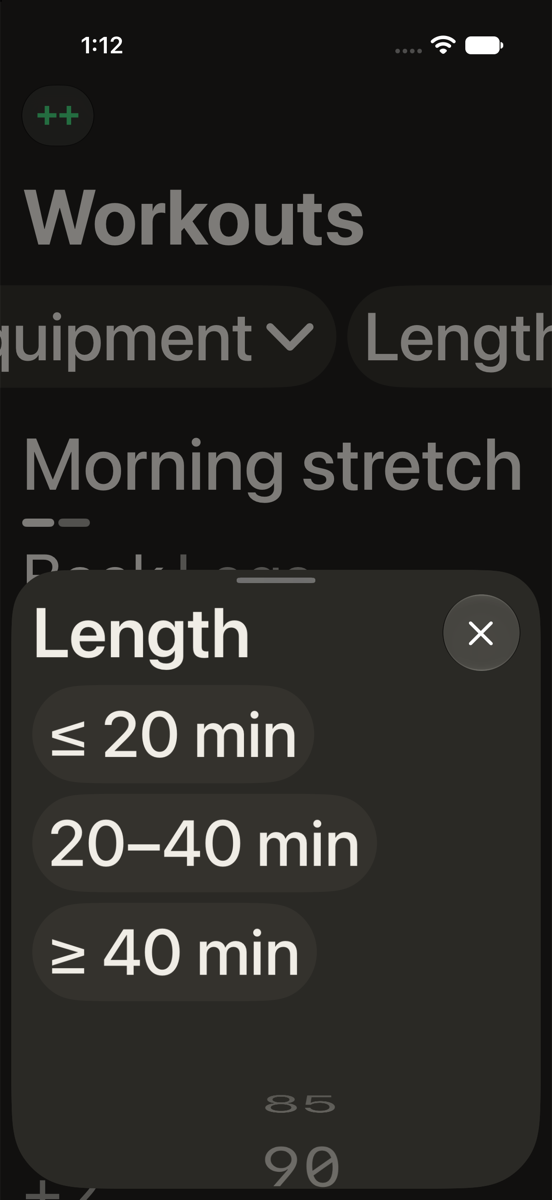 1:12
++
Workouts
quipment
Length
Morning stretch
Length
≤ 20 min
20–40 min
≥ 40 min
85
90